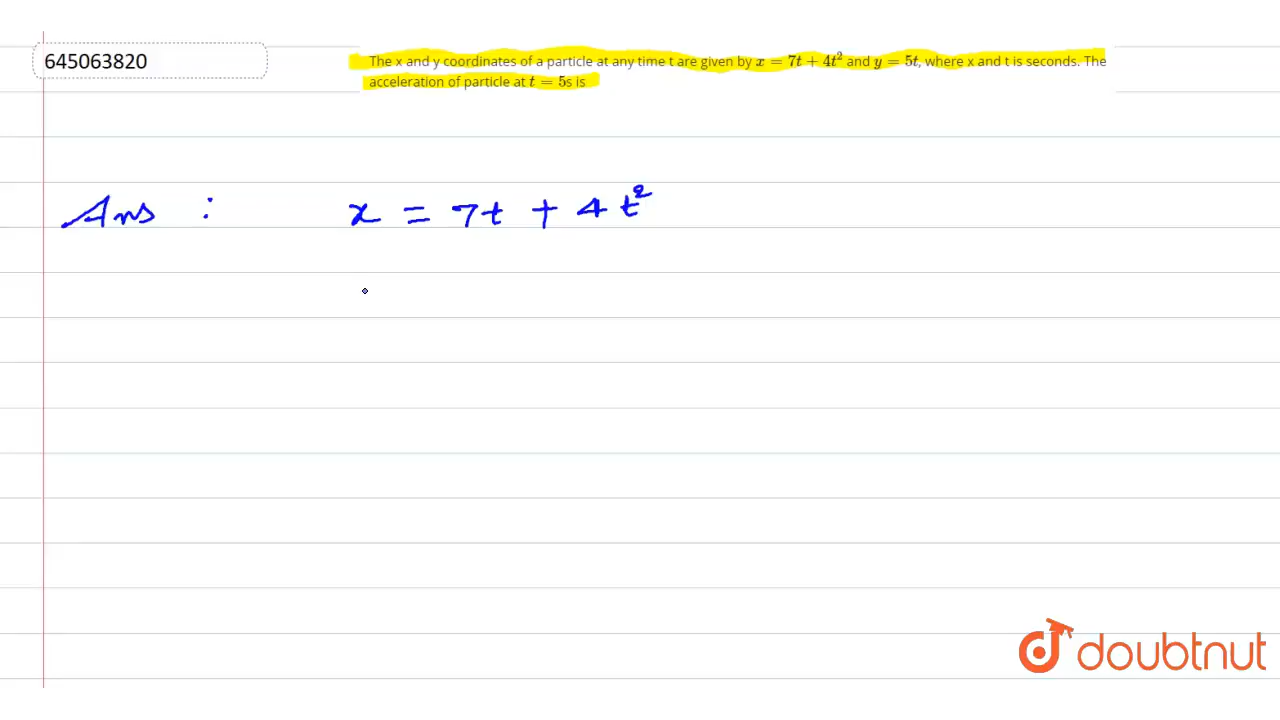 645063820
The x and y coordinates of a particle at any time t are given by x = 7t + 4t² and y = 5t, where x and t is seconds. The
acceleration of particle at t = 5s is
Ans : x = 7t + 4t²
doubtnut